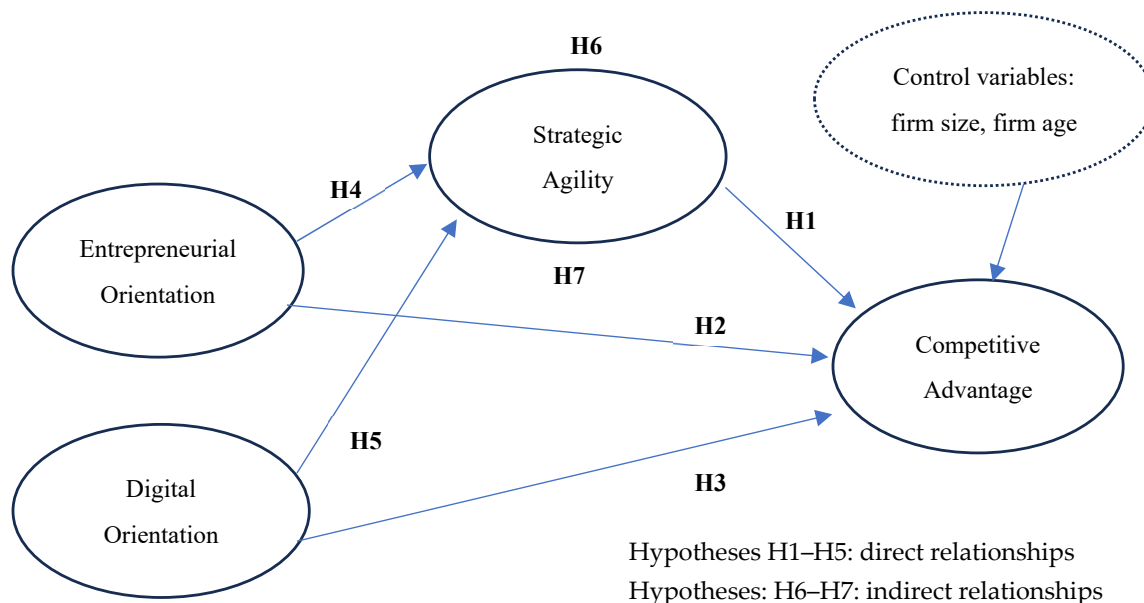 H6
Control variables:
firm size, firm age
Strategic
Agility
H4
H1
Entrepreneurial
Orientation
H7
H2
Competitive
Advantage
H5
H3
Digital
Orientation
Hypotheses H1–H5: direct relationships
Hypotheses: H6–H7: indirect relationships